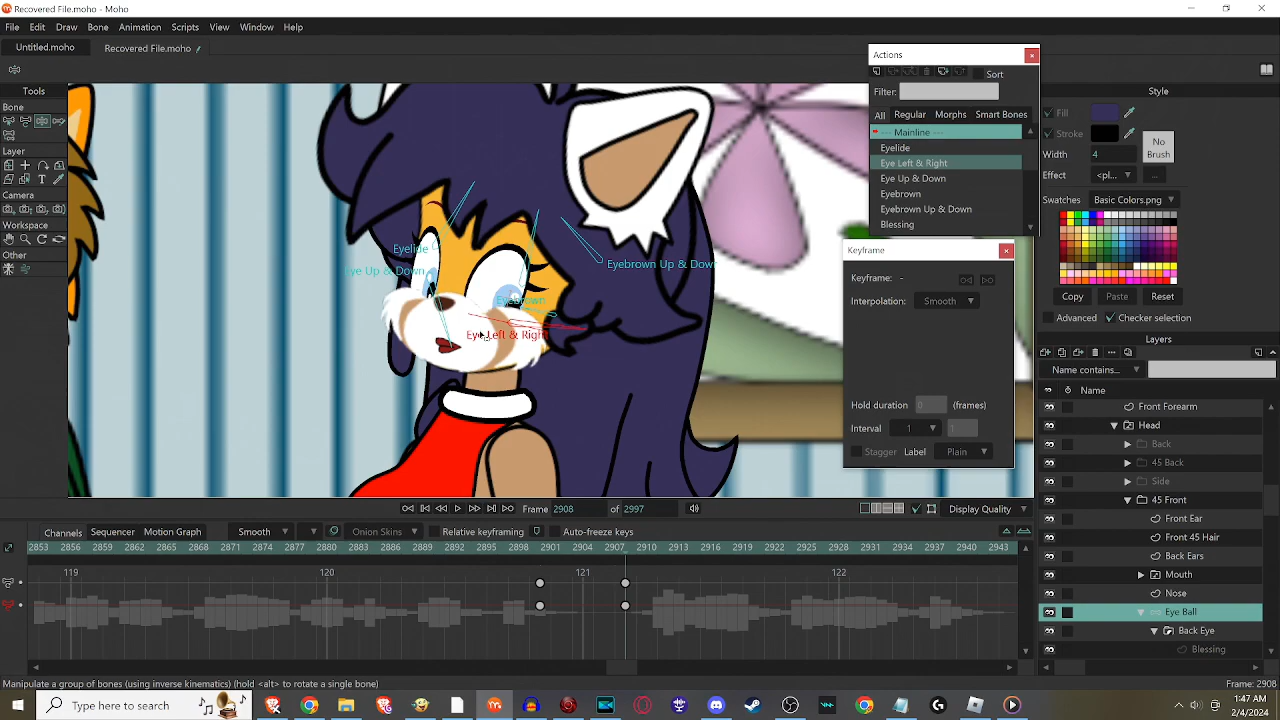 Recovered File.moho - Moho
File Edit Draw Bone Animation Scripts View Window Help
Untitled.moho Recovered File.moho
Tools
Bone
Layer
Camera
Workspace
Other
Eyelide
Eye Up & Down
Eyebrown
Eye Left & Right
Eyebrown Up & Down
Actions
Sort
Filter:
All Regular Morphs Smart Bones
--- Mainline ---
Eyelide
Eye Left & Right
Eye Up & Down
Eyebrown
Eyebrown Up & Down
Blessing
Keyframe
Keyframe: -
Interpolation: Smooth
Hold duration 0 (frames)
Interval 1 1
Stagger Label Plain
Style
Fill
Stroke
Width 4
No Brush
Effect <pl... ...
Swatches Basic Colors.png
Copy Paste Reset
Advanced Checker selection
Layers
Name contains...
Name
Front Forearm
Head
Back
45 Back
Side
45 Front
Front Ear
Front 45 Hair
Back Ears
Mouth
Nose
Eye Ball
Back Eye
Blessing
Frame 2908 of 2997 Display Quality
Channels Sequencer Motion Graph Smooth Onion Skins Relative keyframing Auto-freeze keys
2853 2856 2859 2862 2865 2868 2871 2874 2877 2880 2883 2886 2889 2892 2895 2898 2901 2904 2907 2910 2913 2916 2919 2922 2925 2928 2931 2934 2937 2940 2943
119 120 121 122
Manipulate a group of bones (using inverse kinematics) (hold <alt> to rotate a single bone)
Frame: 2908
Type here to search
1:47 AM
2/4/2024